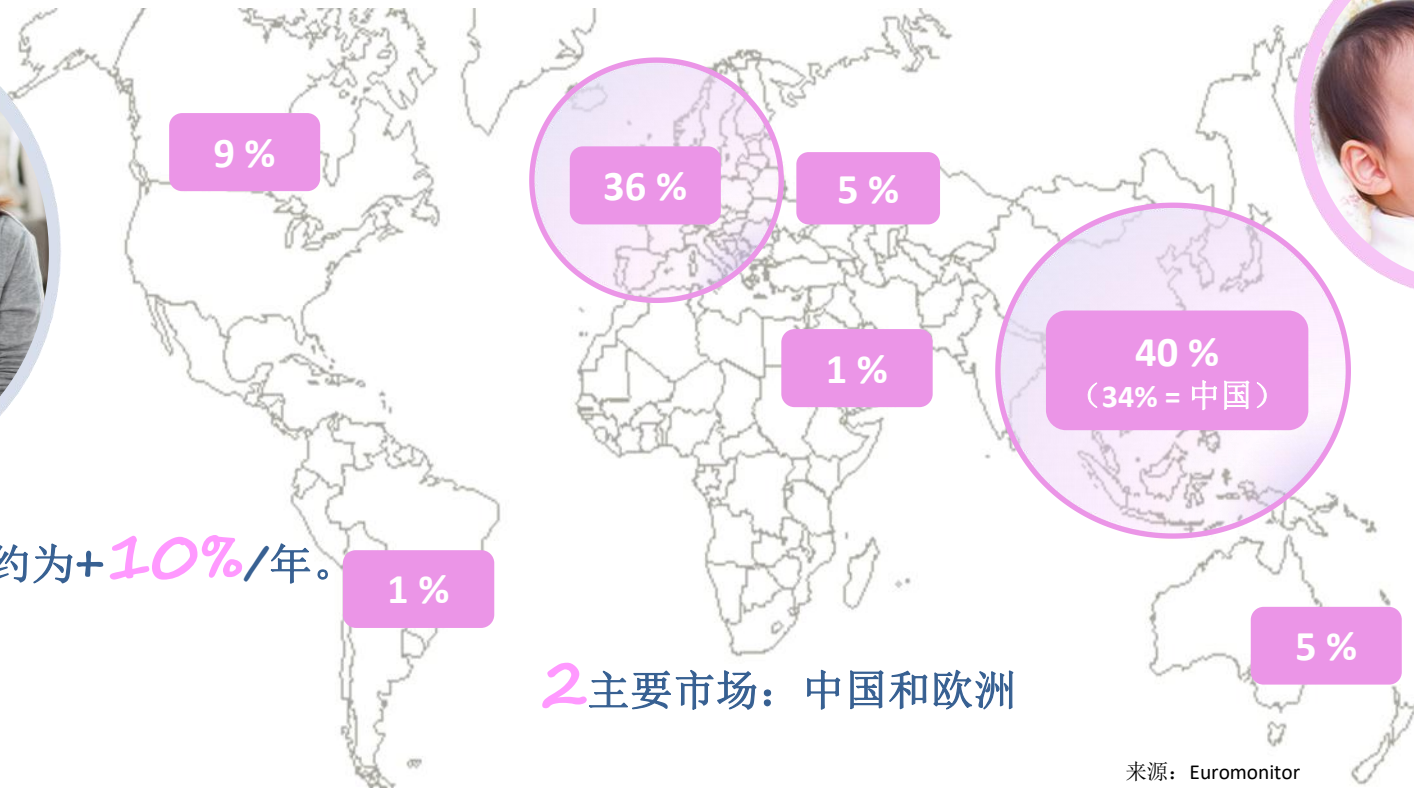 9 %
36 %
5 %
1 %
40 %
（34% = 中国）
约为+10%/年。
1 %
5 %
2主要市场：中国和欧洲
来源：Euromonitor